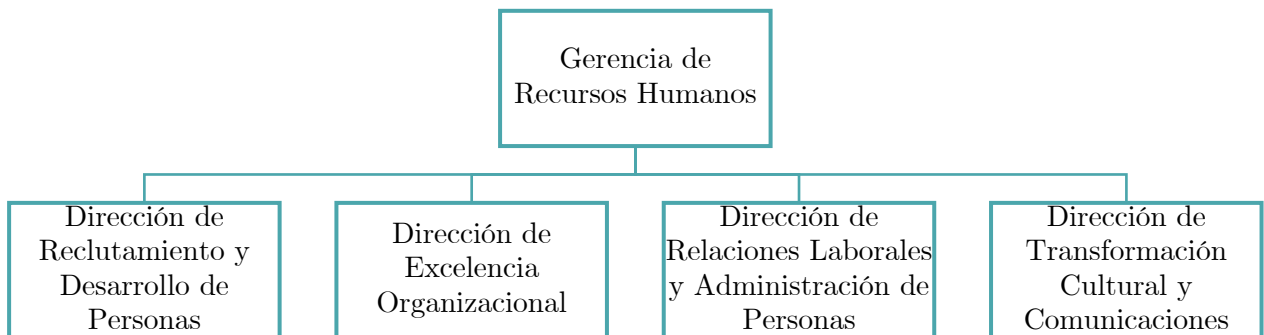 Gerencia de
Recursos Humanos
Dirección de
Reclutamiento y
Desarrollo de
Personas
Dirección de
Excelencia
Organizacional
Dirección de
Relaciones Laborales
y Administración de
Personas
Dirección de
Transformación
Cultural y
Comunicaciones